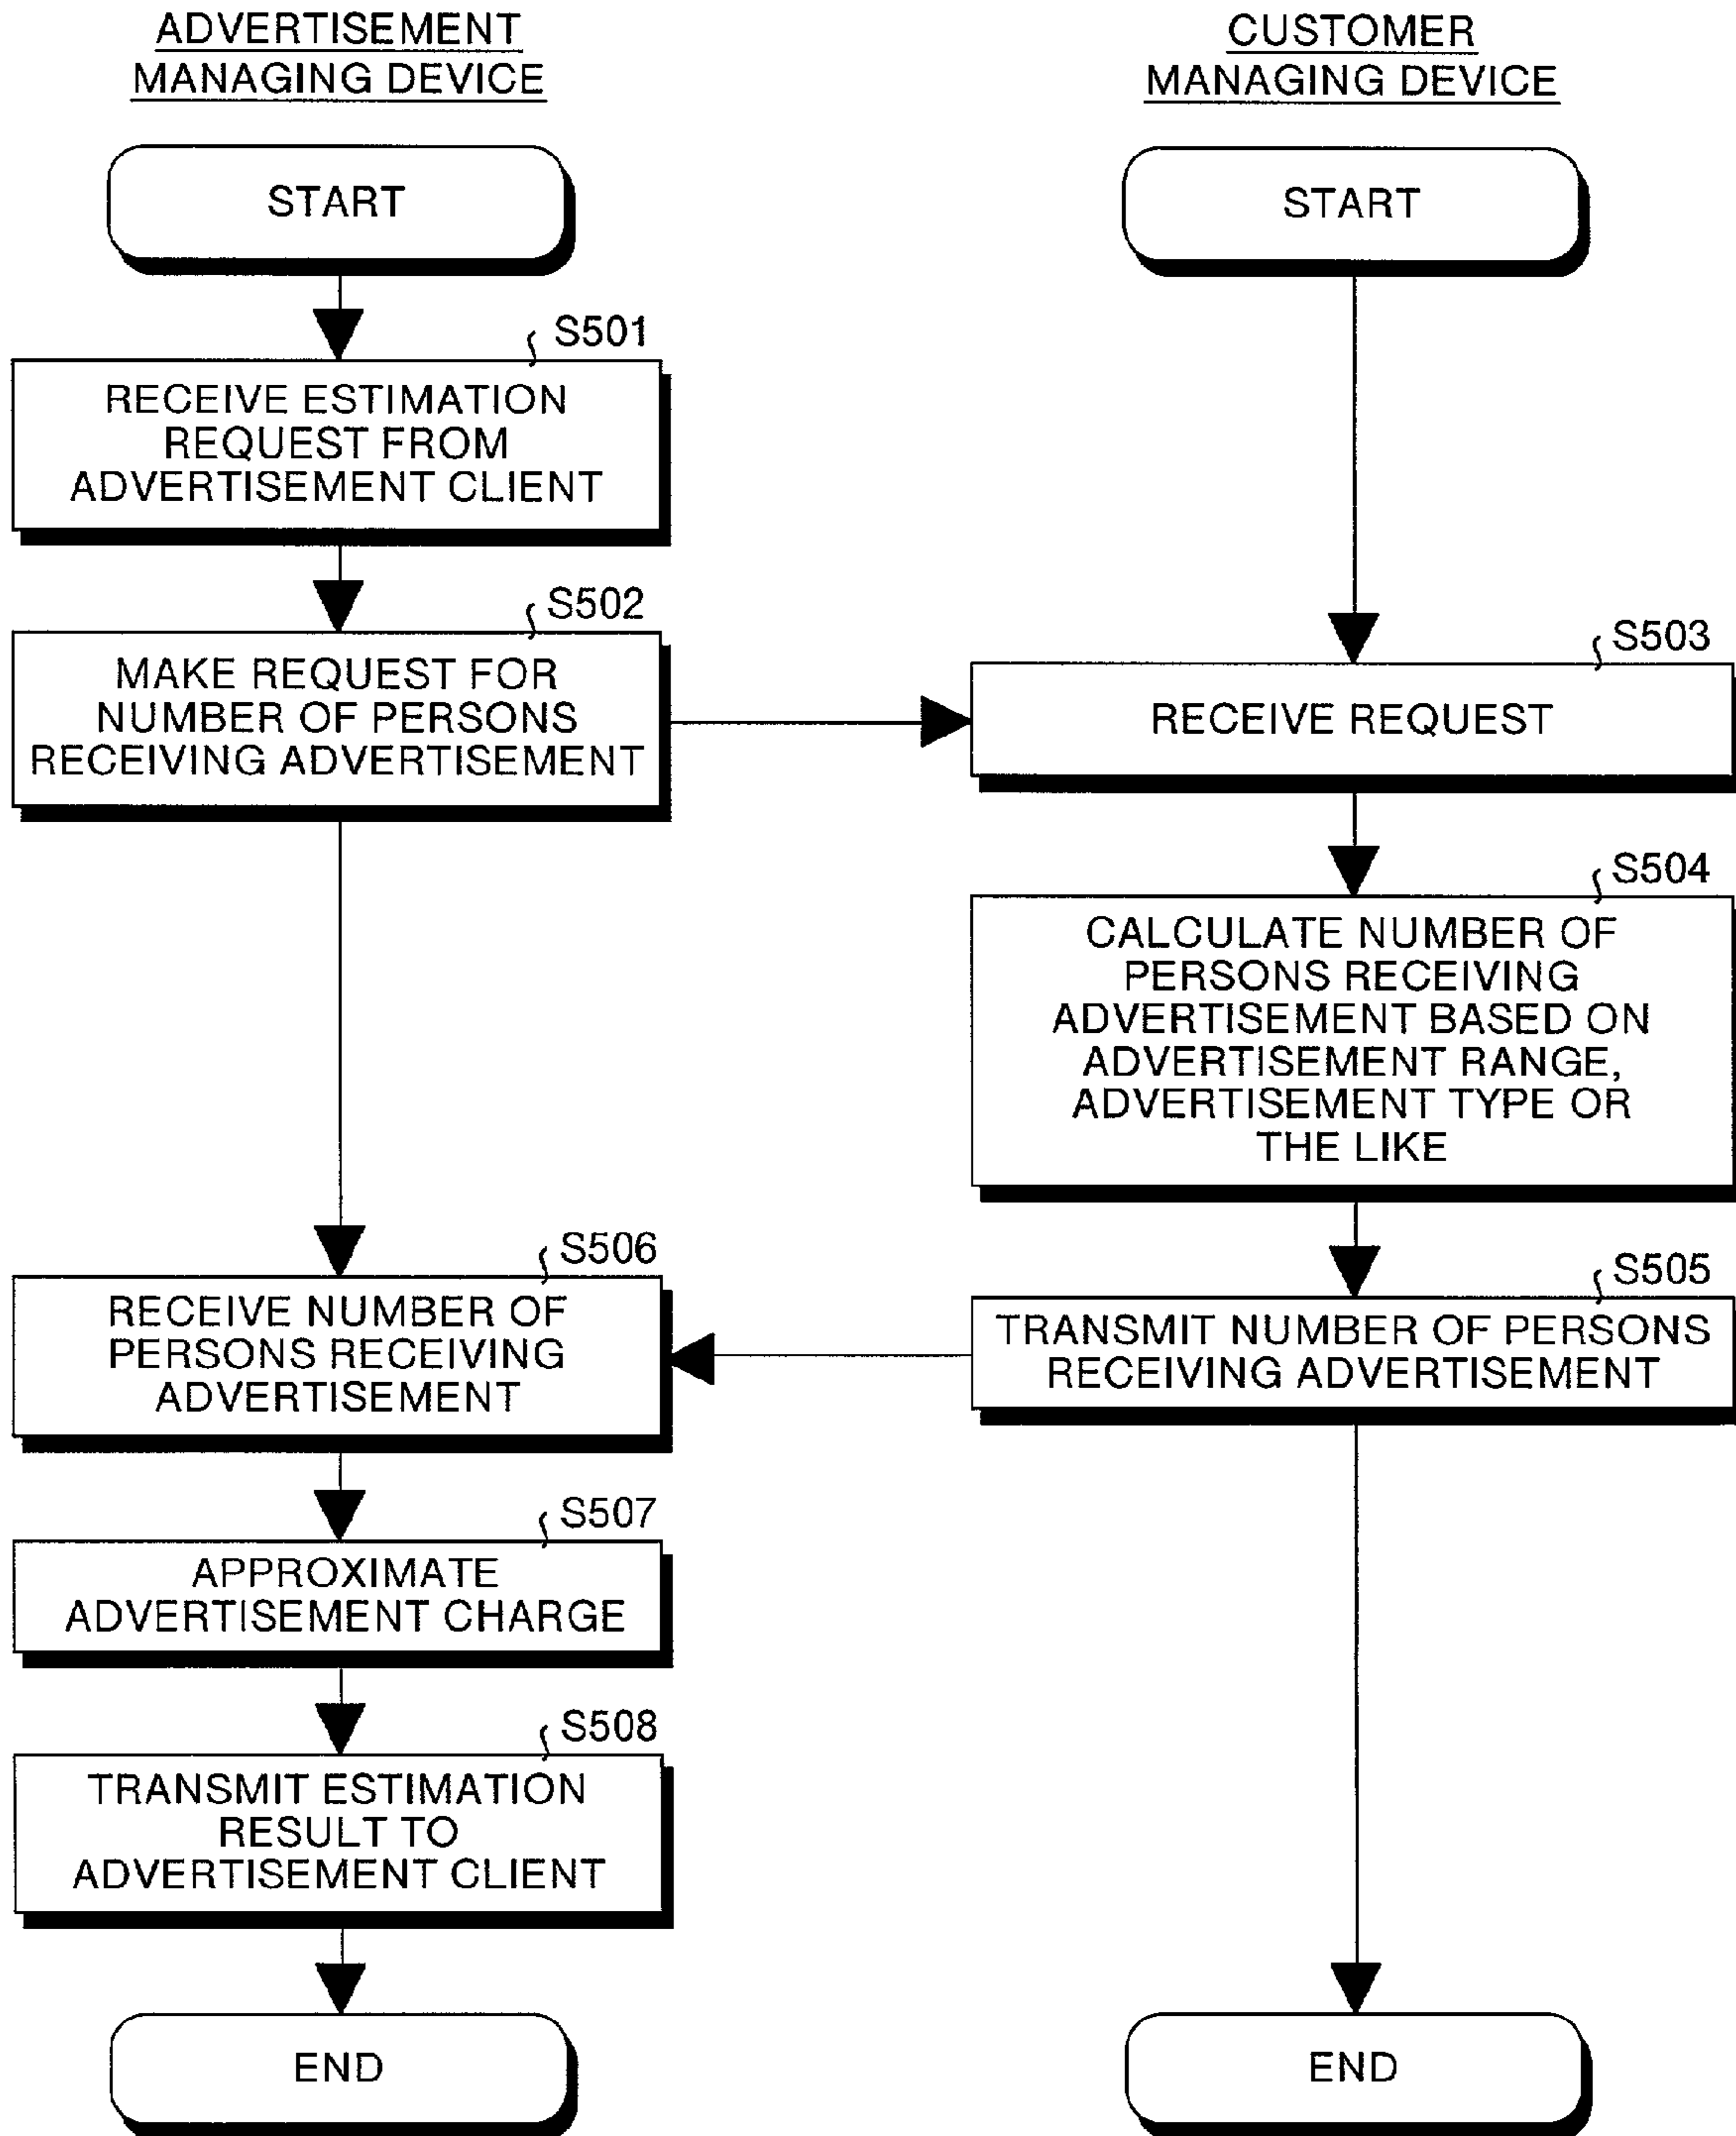 ADVERTISEMENT
MANAGING DEVICE
CUSTOMER
MANAGING DEVICE
START
START
S501
RECEIVE ESTIMATION
REQUEST FROM
ADVERTISEMENT CLIENT
S502
MAKE REQUEST FOR
NUMBER OF PERSONS
RECEIVING ADVERTISEMENT
S503
RECEIVE REQUEST
S504
CALCULATE NUMBER OF
PERSONS RECEIVING
ADVERTISEMENT BASED ON
ADVERTISEMENT RANGE,
ADVERTISEMENT TYPE OR
THE LIKE
S505
TRANSMIT NUMBER OF PERSONS
RECEIVING ADVERTISEMENT
S506
RECEIVE NUMBER OF
PERSONS RECEIVING
ADVERTISEMENT
S507
APPROXIMATE
ADVERTISEMENT CHARGE
S508
TRANSMIT ESTIMATION
RESULT TO
ADVERTISEMENT CLIENT
END
END